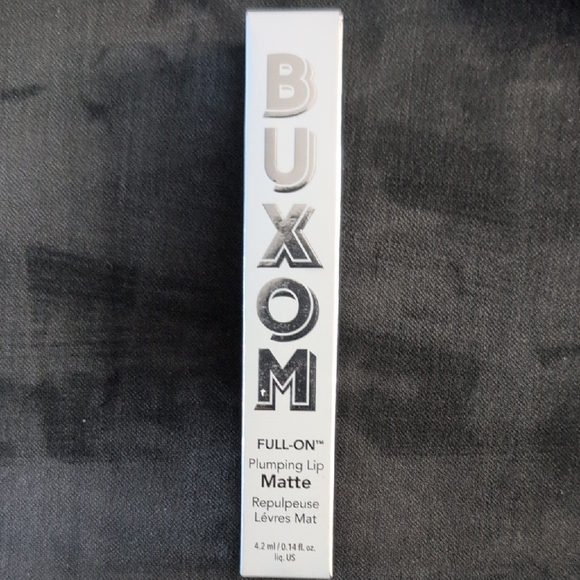 BUXOM
FULL-ON™
Plumping Lip
Matte
Repulpeuse
Lévres Mat
4.2 ml / 0.14 fl. oz.
liq. US